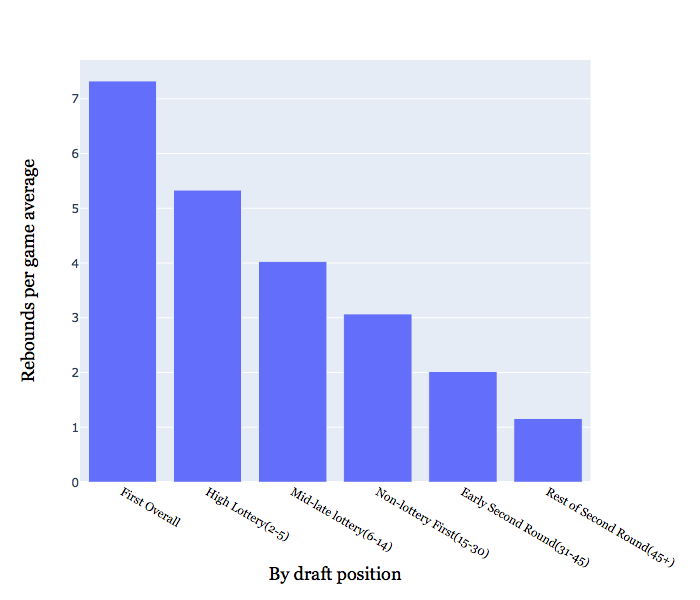 7
6
5
4
3
2
1
0
Rebounds per game average
First Overall
High Lottery(2-5)
Mid-late lottery(6-14)
Non-lottery First(15-30)
Early Second Round(31-45)
Rest of Second Round(45+)
By draft position